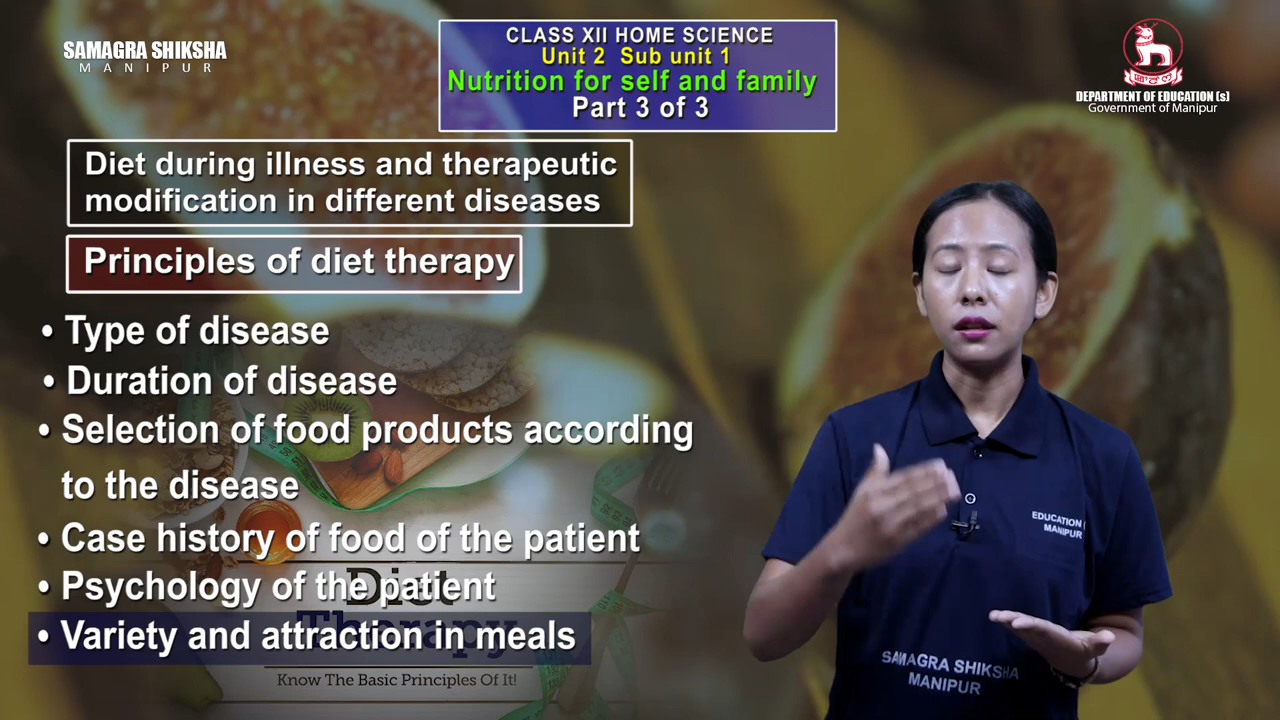 SAMAGRA SHIKSHA
MANIPUR
CLASS XII HOME SCIENCE
Unit 2 Sub unit 1
Nutrition for self and family
Part 3 of 3
DEPARTMENT OF EDUCATION (s)
Government of Manipur
Diet during illness and therapeutic
modification in different diseases
Principles of diet therapy
• Type of disease
• Duration of disease
• Selection of food products according
to the disease
• Case history of food of the patient
• Psychology of the patient
• Variety and attraction in meals
Diet
Therapy
Know The Basic Principles Of It!
EDUCATION
MANIPUR
SAMAGRA SHIKSHA
MANIPUR